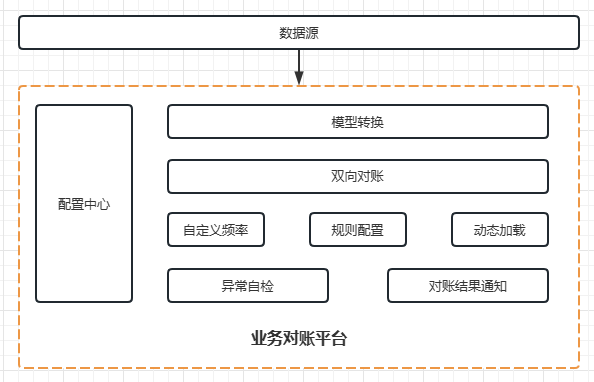 数据源
模型转换
配置中心
双向对账
自定义频率
规则配置
动态加载
异常自检
对账结果通知
业务对账平台